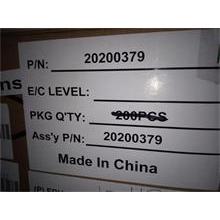 P/N: 20200379
E/C LEVEL:
PKG Q'TY: 200PCS
Ass'y P/N: 20200379
Made In China